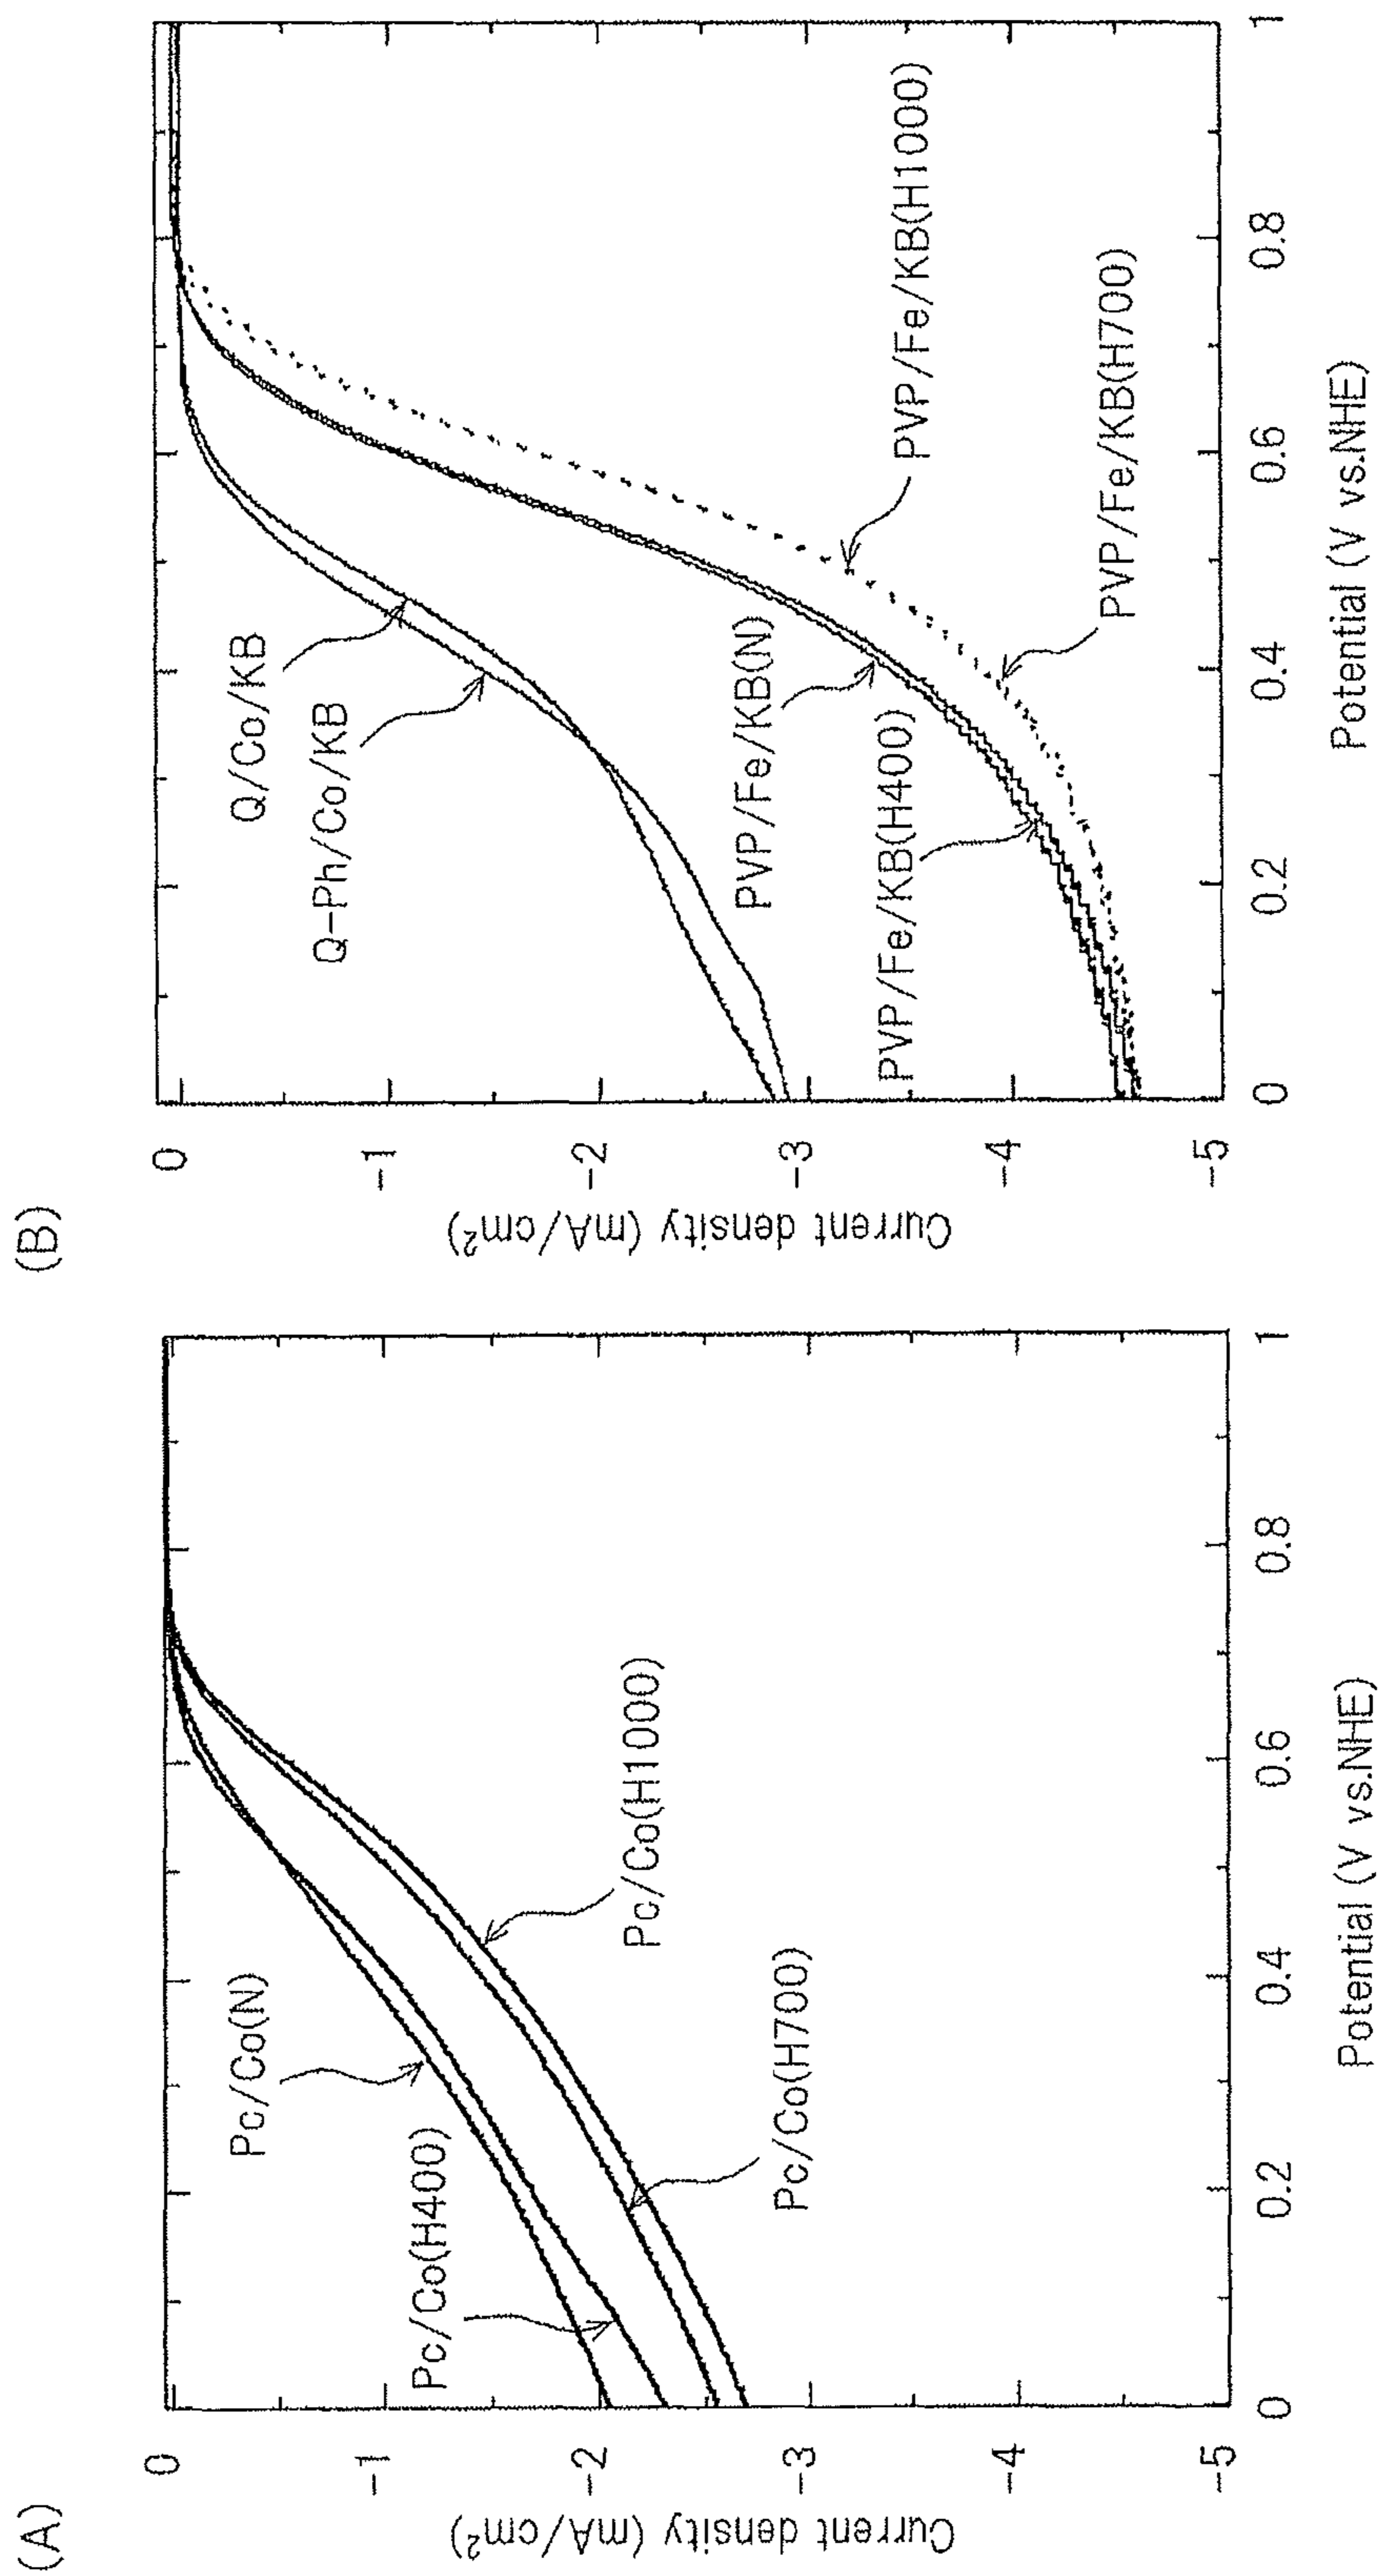 (A)
Current density (mA/cm²)
0
-1
-2
-3
-4
-5
Pc/Co(N)
Pc/Co(H400)
Pc/Co(H1000)
Pc/Co(H700)
0
0.2
0.4
0.6
0.8
1
Potential (V vs.NHE)
(B)
Current density (mA/cm²)
0
-1
-2
-3
-4
-5
Q/Co/KB
Q-Ph/Co/KB
PVP/Fe/KB(N)
PVP/Fe/KB(H400)
PVP/Fe/KB(H1000)
PVP/Fe/KB(H700)
0
0.2
0.4
0.6
0.8
1
Potential (V vs.NHE)